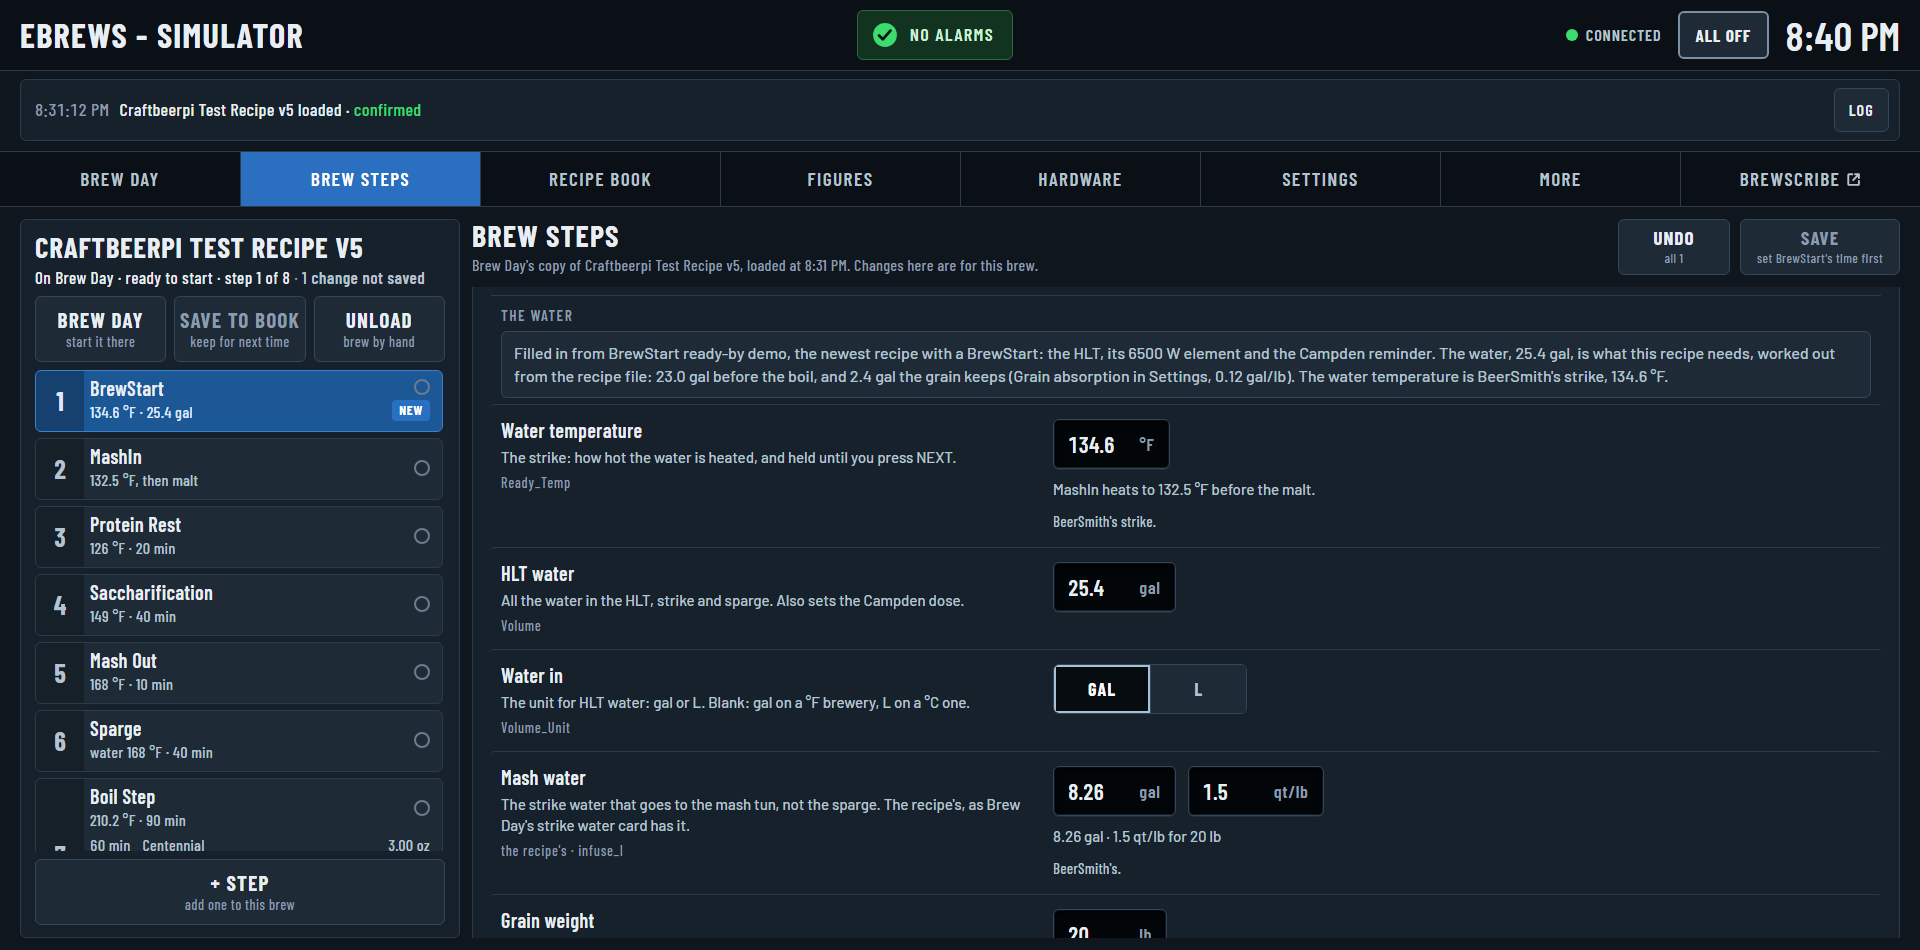 EBREWS - SIMULATOR
NO ALARMS
CONNECTED
ALL OFF
8:40 PM
8:31:12 PM Craftbeerpi Test Recipe v5 loaded · confirmed
LOG
BREW DAY
BREW STEPS
RECIPE BOOK
FIGURES
HARDWARE
SETTINGS
MORE
BREWSCRIBE
CRAFTBEERPI TEST RECIPE V5
On Brew Day · ready to start · step 1 of 8 · 1 change not saved
BREW DAY
start it there
SAVE TO BOOK
keep for next time
UNLOAD
brew by hand
1
BrewStart
134.6 °F · 25.4 gal
NEW
2
MashIn
132.5 °F, then malt
3
Protein Rest
126 °F · 20 min
4
Saccharification
149 °F · 40 min
5
Mash Out
168 °F · 10 min
6
Sparge
water 168 °F · 40 min
Boil Step
210.2 °F · 90 min
60 min Centennial 3.00 oz
+ STEP
add one to this brew
BREW STEPS
Brew Day's copy of Craftbeerpi Test Recipe v5, loaded at 8:31 PM. Changes here are for this brew.
UNDO
all 1
SAVE
set BrewStart's time first
THE WATER
Filled in from BrewStart ready-by demo, the newest recipe with a BrewStart: the HLT, its 6500 W element and the Campden reminder. The water, 25.4 gal, is what this recipe needs, worked out
from the recipe file: 23.0 gal before the boil, and 2.4 gal the grain keeps (Grain absorption in Settings, 0.12 gal/lb). The water temperature is BeerSmith's strike, 134.6 °F.
Water temperature
The strike: how hot the water is heated, and held until you press NEXT.
Ready_Temp
134.6 °F
MashIn heats to 132.5 °F before the malt.
BeerSmith's strike.
HLT water
All the water in the HLT, strike and sparge. Also sets the Campden dose.
Volume
25.4 gal
Water in
The unit for HLT water: gal or L. Blank: gal on a °F brewery, L on a °C one.
Volume_Unit
GAL
L
Mash water
The strike water that goes to the mash tun, not the sparge. The recipe's, as Brew
Day's strike water card has it.
the recipe's · infuse_l
8.26 gal
1.5 qt/lb
8.26 gal · 1.5 qt/lb for 20 lb
BeerSmith's.
Grain weight
20 lb